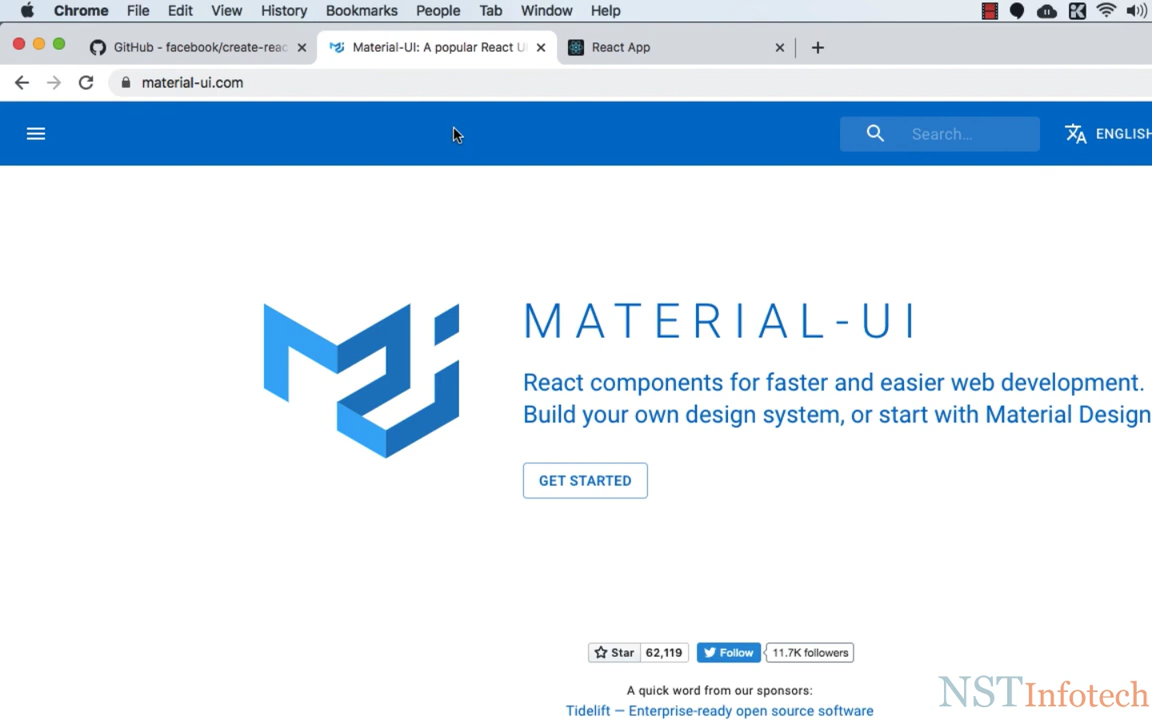 Chrome File Edit View History Bookmarks People Tab Window Help
GitHub - facebook/create-reac
Material-UI: A popular React U
React App
material-ui.com
Search...
ENGLISH
MATERIAL-UI
React components for faster and easier web development.
Build your own design system, or start with Material Design
GET STARTED
Star 62,119 Follow 11.7K followers
A quick word from our sponsors:
Tidelift — Enterprise-ready open source software
NSTInfotech